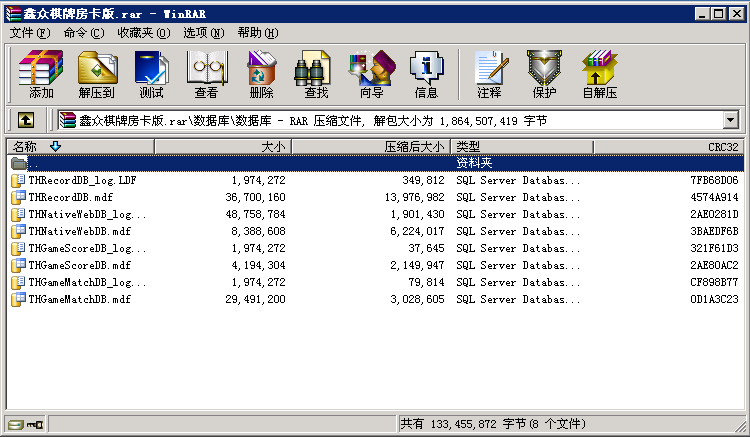 鑫众棋牌房卡版.rar - WinRAR
文件(F) 命令(C) 收藏夹(O) 选项(N) 帮助(H)
添加 解压到 测试 查看 删除 查找 向导 信息 注释 保护 自解压
鑫众棋牌房卡版.rar\数据库\数据库 - RAR 压缩文件, 解包大小为 1,864,507,419 字节
名称 大小 压缩后大小 类型 CRC32
.. 资料夹
THRecordDB_log.LDF 1,974,272 349,812 SQL Server Databas... 7FB68D06
THRecordDB.mdf 36,700,160 13,976,982 SQL Server Databas... 4574A914
THNativeWebDB_log... 48,758,784 1,901,430 SQL Server Databas... 2AE0281D
THNativeWebDB.mdf 8,388,608 6,224,017 SQL Server Databas... 3BAEDF6B
THGameScoreDB_log... 1,974,272 37,645 SQL Server Databas... 321F61D3
THGameScoreDB.mdf 4,194,304 2,149,947 SQL Server Databas... 2AE80AC2
THGameMatchDB_log... 1,974,272 79,814 SQL Server Databas... CF898B77
THGameMatchDB.mdf 29,491,200 3,028,605 SQL Server Databas... 0D1A3C23
共有 133,455,872 字节(8 个文件)